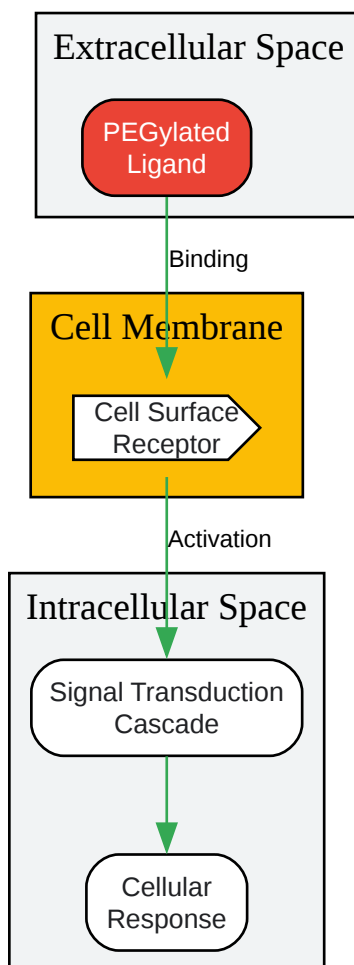 Extracellular Space
PEGylated
Ligand
Binding
Cell Membrane
Cell Surface
Receptor
Activation
Intracellular Space
Signal Transduction
Cascade
Cellular
Response